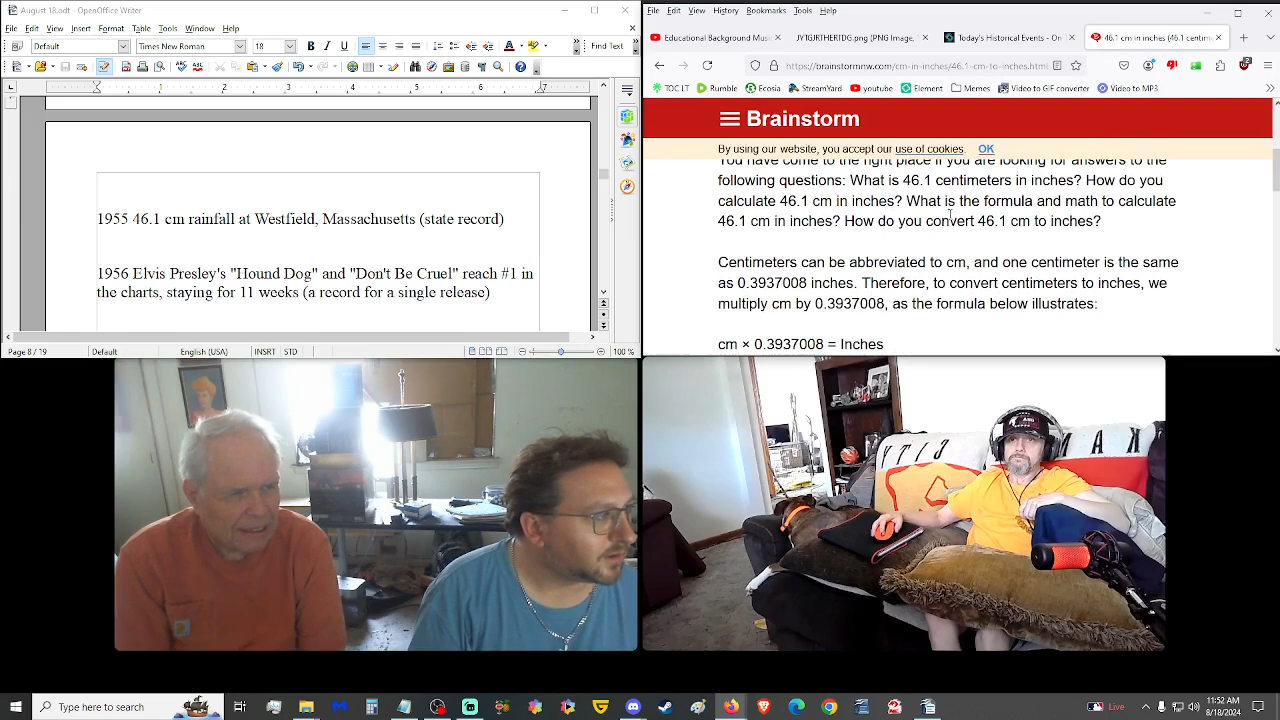 August 18.odt - OpenOffice Writer
File Edit View Insert Format Table Tools Window Help
Default Times New Roman 18 Find Text
1 2 3 4 5 6 7
1955 46.1 cm rainfall at Westfield, Massachusetts (state record)
1956 Elvis Presley's "Hound Dog" and "Don't Be Cruel" reach #1 in
the charts, staying for 11 weeks (a record for a single release)
Page 8 / 19 Default English (USA) INSRT STD 100 %
File Edit View History Bookmarks Tools Help
Educational Background Musi JYTGJRTHERTDG.png (PNG Image, Today's Historical Events - On 46.1 cm in inches (46.1 centim
https://brainstormnw.com/cm-in-inches/46.1-cm-to-inches.html
TOC LT Rumble Ecosia StreamYard youtube Element Memes Video to GIF converter Video to MP3
Brainstorm
By using our website, you accept our use of cookies. OK
You have come to the right place if you are looking for answers to the
following questions: What is 46.1 centimeters in inches? How do you
calculate 46.1 cm in inches? What is the formula and math to calculate
46.1 cm in inches? How do you convert 46.1 cm to inches?
Centimeters can be abbreviated to cm, and one centimeter is the same
as 0.3937008 inches. Therefore, to convert centimeters to inches, we
multiply cm by 0.3937008, as the formula below illustrates:
cm × 0.3937008 = Inches
Type here to search
Live
11:52 AM
8/18/2024